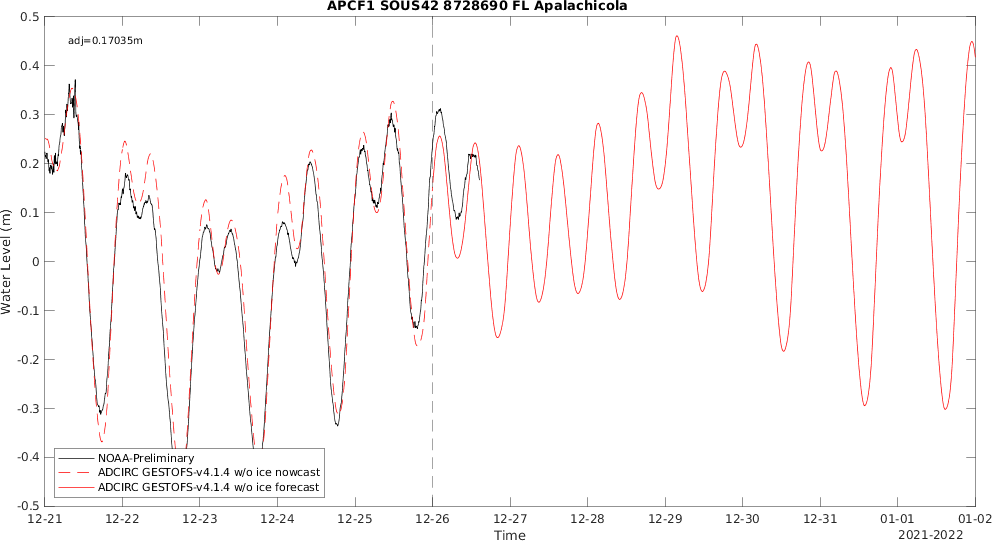 APCF1 SOUS42 8728690 FL Apalachicola
adj=0.17035m
0.5
0.4
0.3
0.2
0.1
0
-0.1
-0.2
-0.3
-0.4
-0.5
Water Level (m)
NOAA-Preliminary
ADCIRC GESTOFS-v4.1.4 w/o ice nowcast
ADCIRC GESTOFS-v4.1.4 w/o ice forecast
12-21 12-22 12-23 12-24 12-25 12-26 12-27 12-28 12-29 12-30 12-31 01-01 01-02
Time
2021-2022